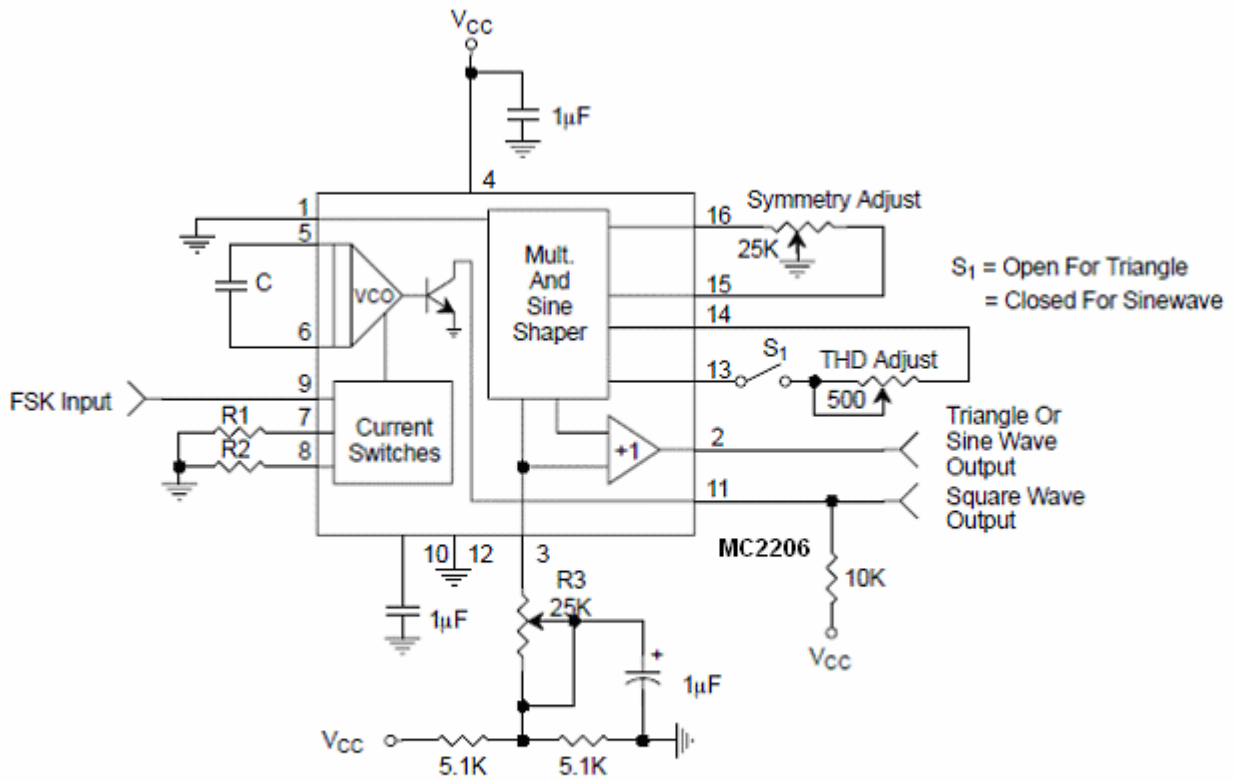 VCC
1µF
4
1
16
Symmetry Adjust
5
25K
Mult.
And
Sine
Shaper
S1 = Open For Triangle
= Closed For Sinewave
C
VCO
15
14
6
S1
THD Adjust
13
500
9
FSK Input
R1
7
Current
Switches
R2
8
+1
2
Triangle Or
Sine Wave
Output
11
Square Wave
Output
10
12
3
MC2206
R3
25K
10K
1µF
+
1µF
VCC
VCC
5.1K
5.1K